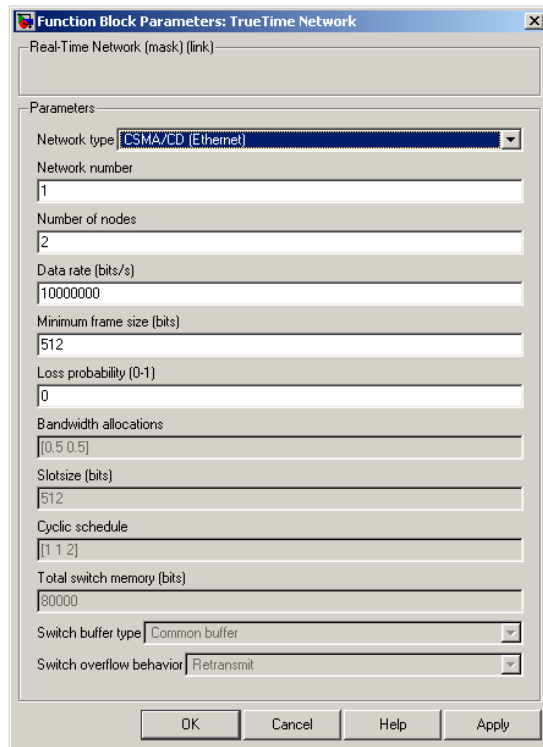 Function Block Parameters: TrueTime Network
Real-Time Network (mask) (link)
Parameters
Network type CSMA/CD (Ethernet)
Network number
1
Number of nodes
2
Data rate (bits/s)
10000000
Minimum frame size (bits)
512
Loss probability (0-1)
0
Bandwidth allocations
[0.5 0.5]
Slotsize (bits)
512
Cyclic schedule
[1 1 2]
Total switch memory (bits)
80000
Switch buffer type Common buffer
Switch overflow behavior Retransmit
OK Cancel Help Apply